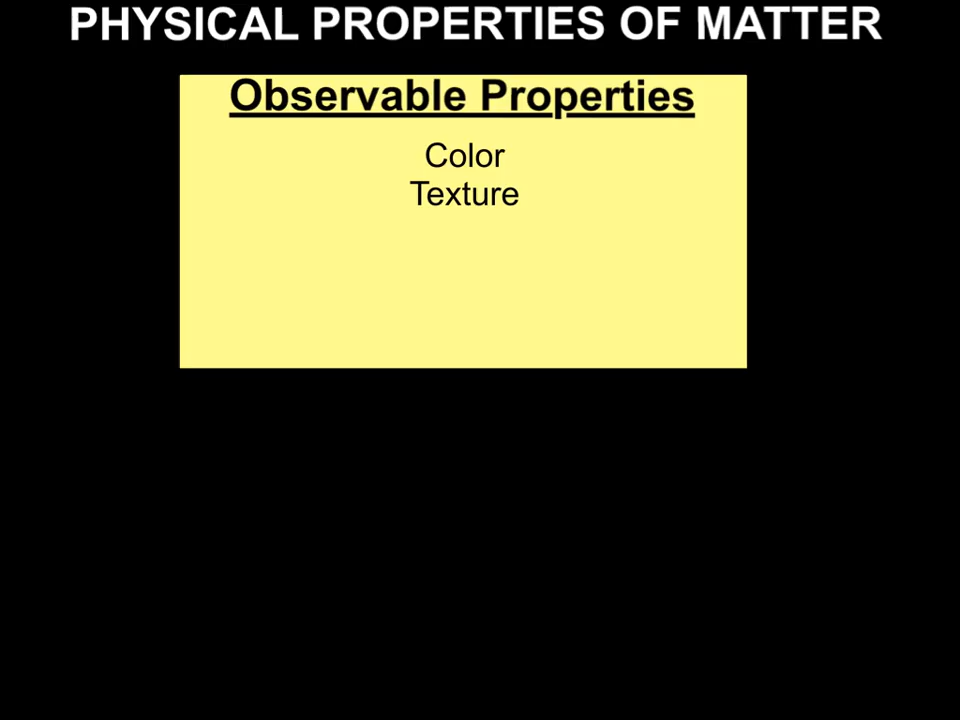 PHYSICAL PROPERTIES OF MATTER
Observable Properties
Color
Texture